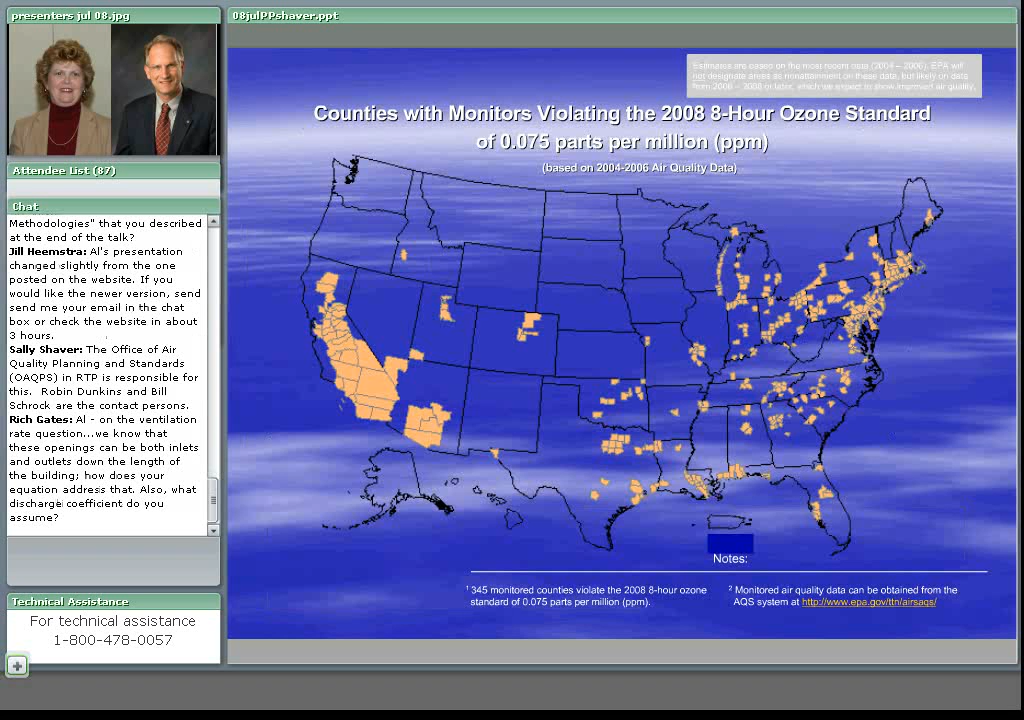 presenters jul 08.jpg
Attendee List (87)
Chat
Methodologies" that you described
at the end of the talk?
Jill Heemstra: Al's presentation
changed slightly from the one
posted on the website. If you
would like the newer version, send
send me your email in the chat
box or check the website in about
3 hours.
Sally Shaver: The Office of Air
Quality Planning and Standards
(OAQPS) in RTP is responsible for
this. Robin Dunkins and Bill
Schrock are the contact persons.
Rich Gates: Al - on the ventilation
rate question...we know that
these openings can be both inlets
and outlets down the length of
the building; how does your
equation address that. Also, what
discharge coefficient do you
assume?
Technical Assistance
For technical assistance
1-800-478-0057
08julPPshaver.ppt
Estimates are based on the most recent data (2004 – 2006). EPA will
not designate areas as nonattainment on these data, but likely on data
from 2006 – 2008 or later, which we expect to show improved air quality.
Counties with Monitors Violating the 2008 8-Hour Ozone Standard
of 0.075 parts per million (ppm)
(based on 2004-2006 Air Quality Data)
Notes:
1 345 monitored counties violate the 2008 8-hour ozone
standard of 0.075 parts per million (ppm).
2 Monitored air quality data can be obtained from the
AQS system at http://www.epa.gov/ttn/airsaqs/